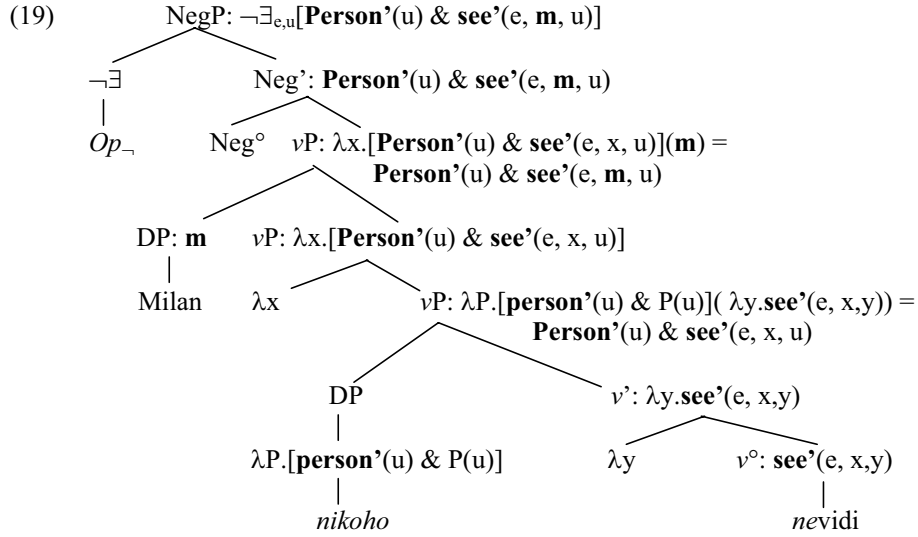 (19) NegP: ¬∃e,u[Person’(u) & see’(e, m, u)]
¬∃ Neg’: Person’(u) & see’(e, m, u)
Op¬ Neg° vP: λx.[Person’(u) & see’(e, x, u)](m) =
Person’(u) & see’(e, m, u)
DP: m vP: λx.[Person’(u) & see’(e, x, u)]
Milan λx vP: λP.[person’(u) & P(u)]( λy.see’(e, x,y)) =
Person’(u) & see’(e, x, u)
DP v’: λy.see’(e, x,y)
λP.[person’(u) & P(u)] λy v°: see’(e, x,y)
nikoho nevidi